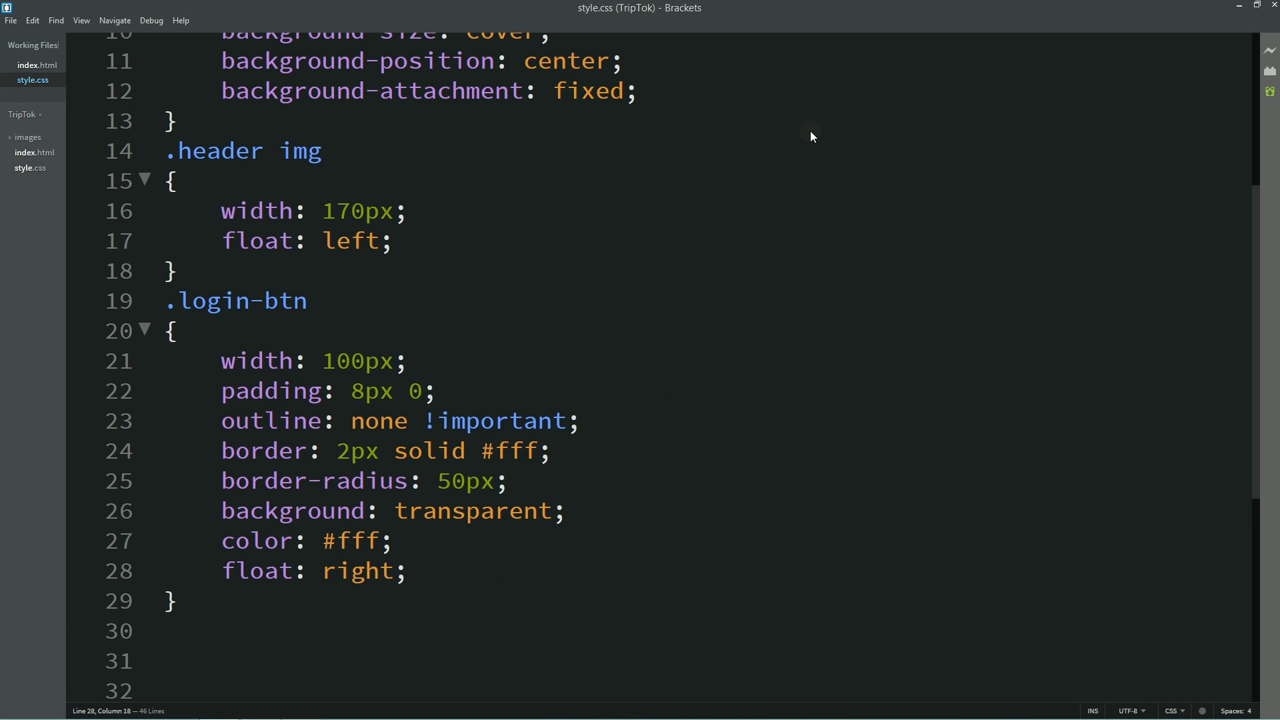 style.css (TripTok) - Brackets
File Edit Find View Navigate Debug Help
Working Files
index.html
style.css
TripTok
images
index.html
style.css
10 background-size: cover;
11 background-position: center;
12 background-attachment: fixed;
13 }
14 .header img
15 {
16 width: 170px;
17 float: left;
18 }
19 .login-btn
20 {
21 width: 100px;
22 padding: 8px 0;
23 outline: none !important;
24 border: 2px solid #fff;
25 border-radius: 50px;
26 background: transparent;
27 color: #fff;
28 float: right;
29 }
30
31
32
Line 28, Column 18 — 46 Lines
INS UTF-8 CSS Spaces: 4